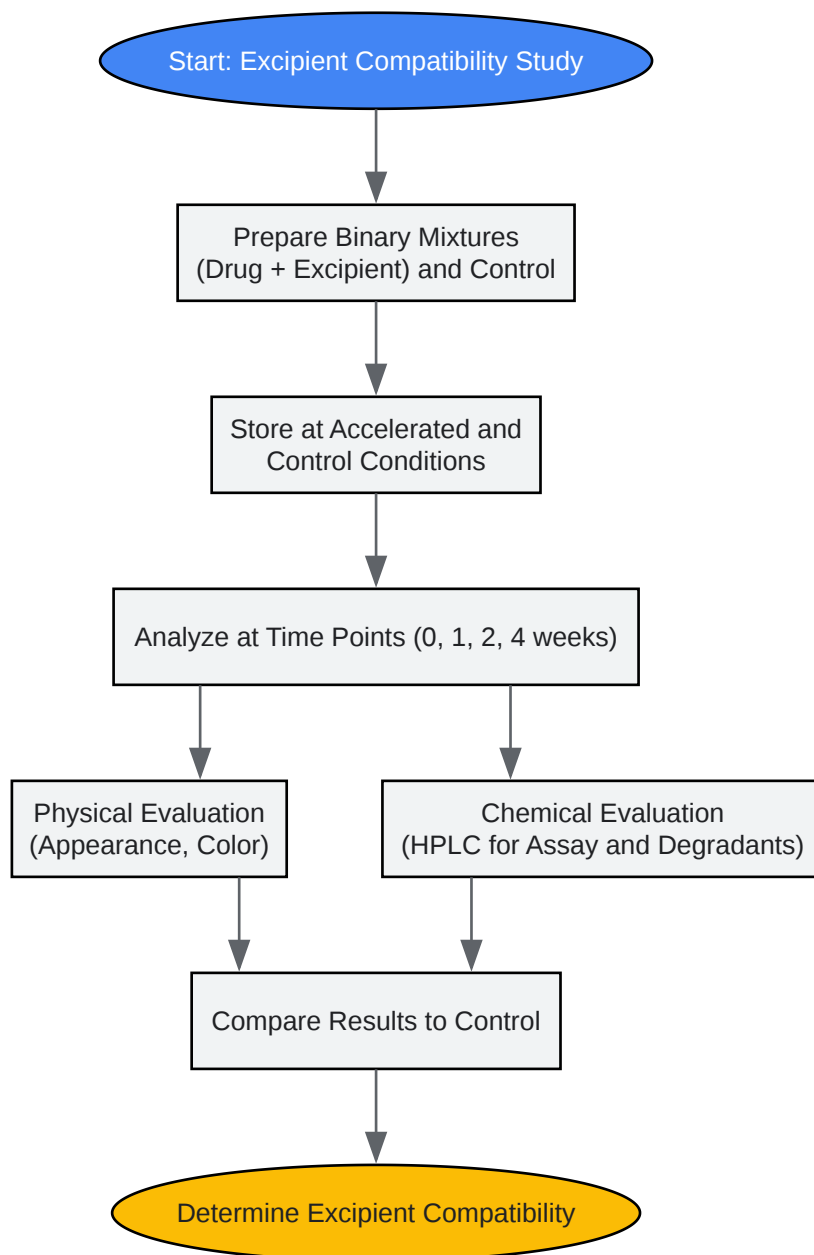 Start: Excipient Compatibility Study
Prepare Binary Mixtures
(Drug + Excipient) and Control
Store at Accelerated and
Control Conditions
Analyze at Time Points (0, 1, 2, 4 weeks)
Physical Evaluation
(Appearance, Color)
Chemical Evaluation
(HPLC for Assay and Degradants)
Compare Results to Control
Determine Excipient Compatibility